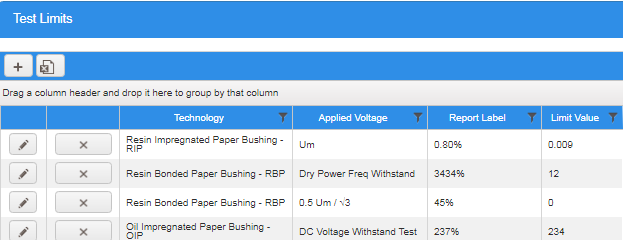 Test Limits
Drag a column header and drop it here to group by that column
Technology Applied Voltage Report Label Limit Value
Resin Impregnated Paper Bushing -
RIP Um 0.80% 0.009
Resin Bonded Paper Bushing - RBP Dry Power Freq Withstand 3434% 12
Resin Bonded Paper Bushing - RBP 0.5 Um / √3 45% 0
Oil Impregnated Paper Bushing -
OIP DC Voltage Withstand Test 237% 234